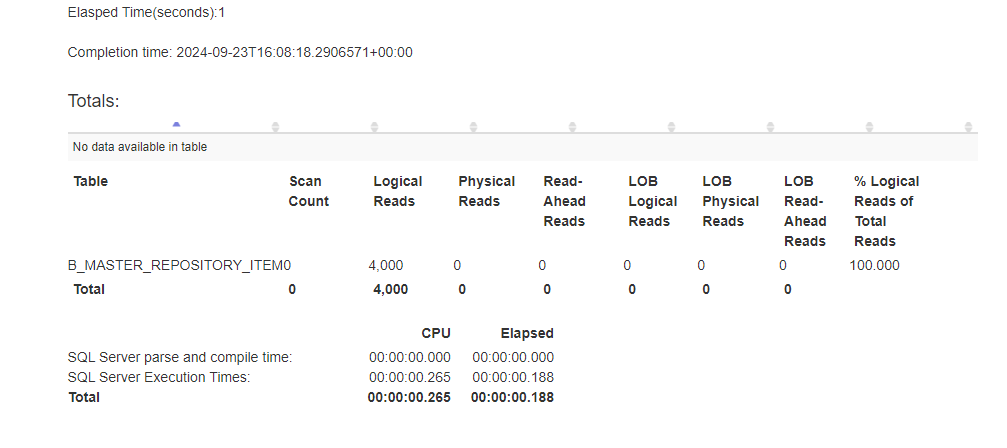 Elasped Time(seconds):1
Completion time: 2024-09-23T16:08:18.2906571+00:00
Totals:
No data available in table
Table Scan Count Logical Reads Physical Reads Read-Ahead Reads LOB Logical Reads LOB Physical Reads LOB Read-Ahead Reads % Logical Reads of Total Reads
B_MASTER_REPOSITORY_ITEM0 4,000 0 0 0 0 0 100.000
Total 0 4,000 0 0 0 0 0
CPU Elapsed
SQL Server parse and compile time: 00:00:00.000 00:00:00.000
SQL Server Execution Times: 00:00:00.265 00:00:00.188
Total 00:00:00.265 00:00:00.188